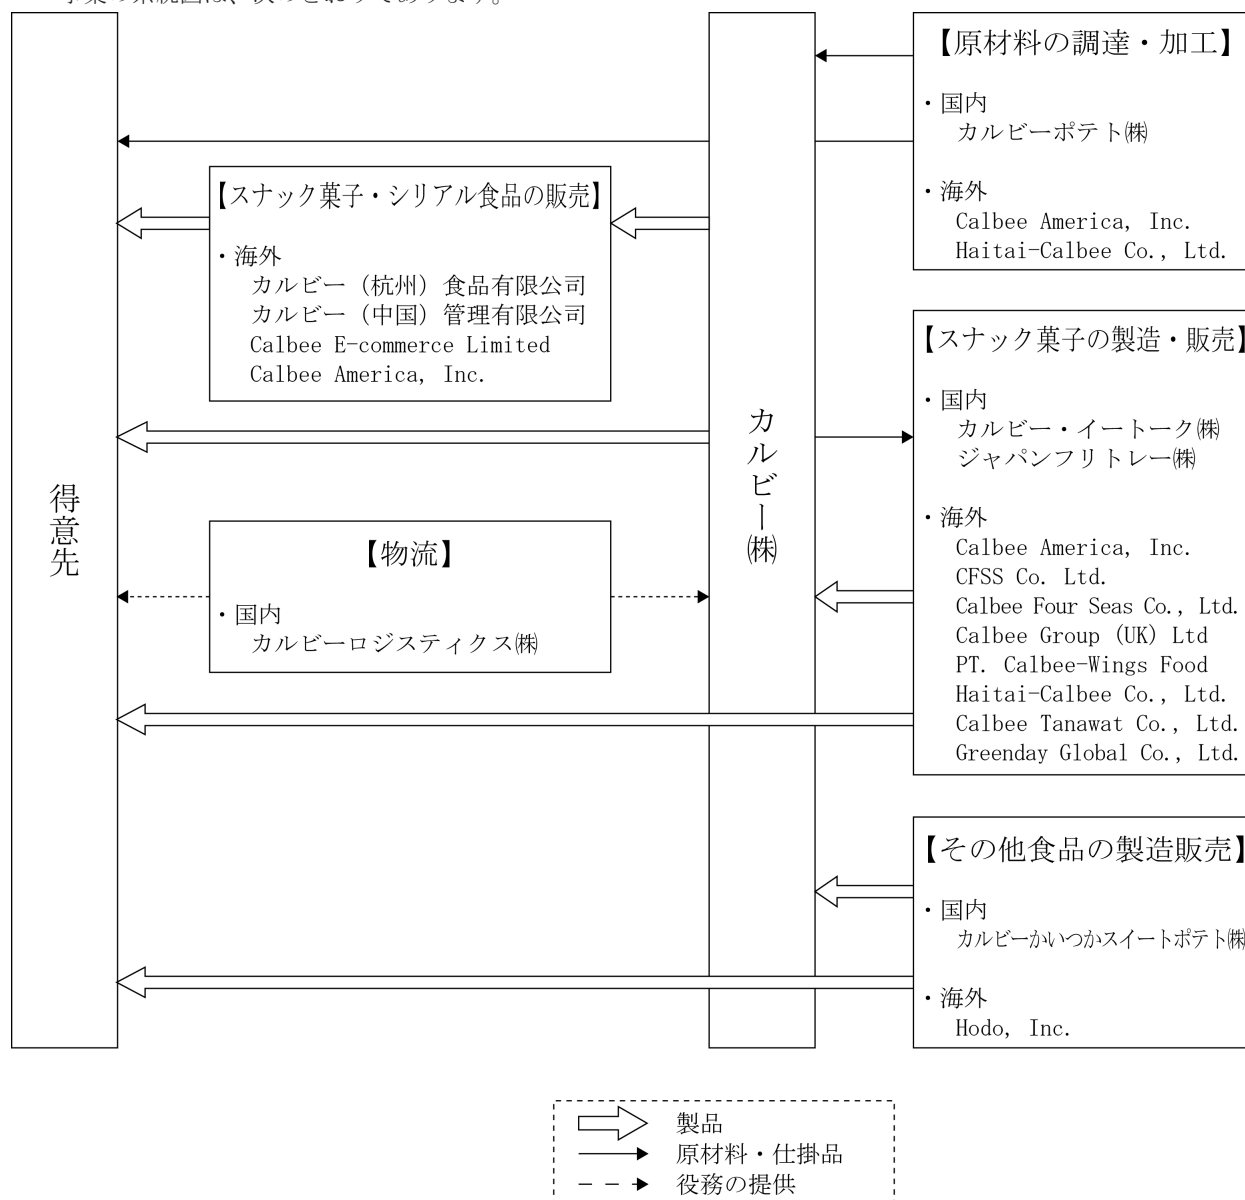 事業の系統図は、次のとおりであります。
得意先
【スナック菓子・シリアル食品の販売】
・海外
カルビー（杭州）食品有限公司
カルビー（中国）管理有限公司
Calbee E-commerce Limited
Calbee America, Inc.
【物流】
・国内
カルビーロジスティクス㈱
カルビー㈱
【原材料の調達・加工】
・国内
カルビーポテト㈱
・海外
Calbee America, Inc.
Haitai-Calbee Co., Ltd.
【スナック菓子の製造・販売】
・国内
カルビー・イートーク㈱
ジャパンフリトレー㈱
・海外
Calbee America, Inc.
CFSS Co. Ltd.
Calbee Four Seas Co., Ltd.
Calbee Group (UK) Ltd
PT. Calbee-Wings Food
Haitai-Calbee Co., Ltd.
Calbee Tanawat Co., Ltd.
Greenday Global Co., Ltd.
【その他食品の製造販売】
・国内
カルビーかいつかスイートポテト㈱
・海外
Hodo, Inc.
製品
原材料・仕掛品
役務の提供